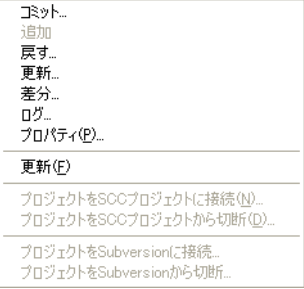 コミット...
追加
戻す...
更新...
差分...
ログ...
プロパティ(P)...
更新(F)
プロジェクトをSCCプロジェクトに接続(N)...
プロジェクトをSCCプロジェクトから切断(D)...
プロジェクトをSubversionに接続...
プロジェクトをSubversionから切断...